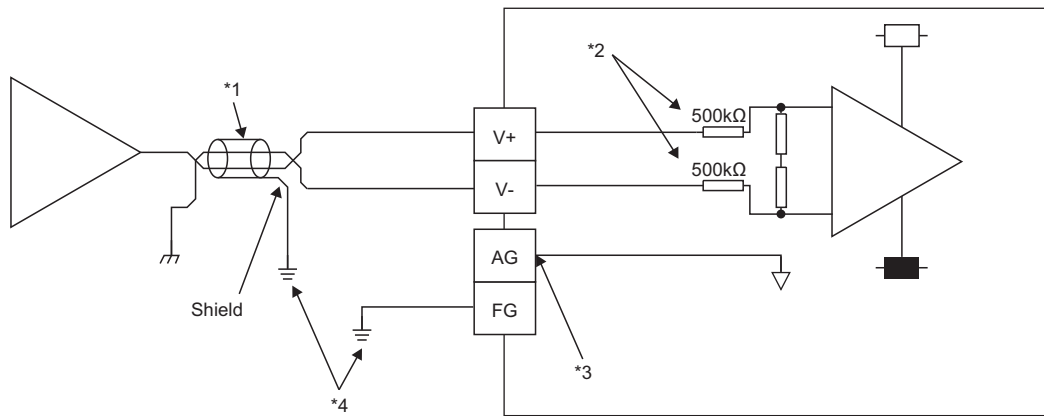 *1
*2
V+
500kΩ
V-
500kΩ
AG
Shield
FG
*3
*4